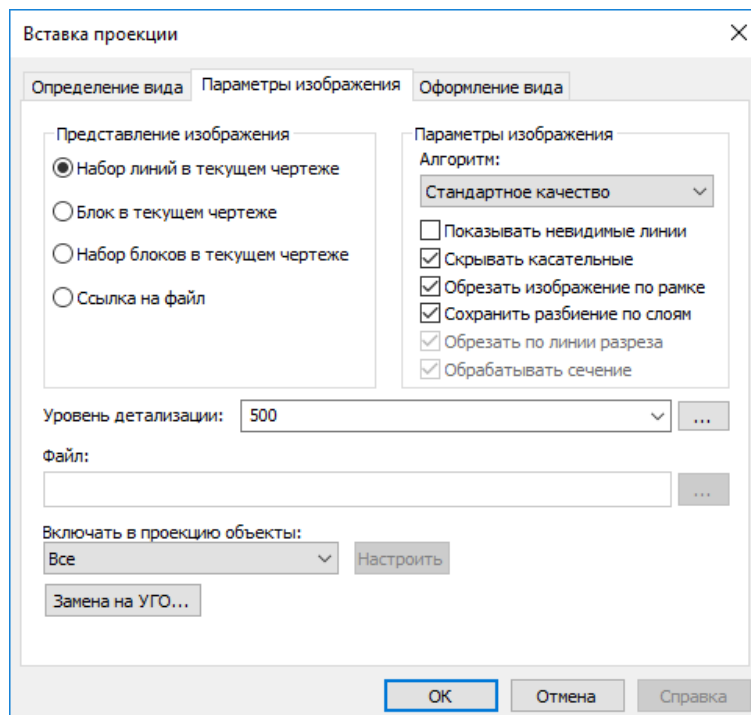 Вставка проекции
Определение вида
Параметры изображения
Оформление вида
Представление изображения
Набор линий в текущем чертеже
Блок в текущем чертеже
Набор блоков в текущем чертеже
Ссылка на файл
Параметры изображения
Алгоритм:
Стандартное качество
Показывать невидимые линии
Скрывать касательные
Обрезать изображение по рамке
Сохранить разбиение по слоям
Обрезать по линии разреза
Обрабатывать сечение
Уровень детализации:
500
...
Файл:
...
Включать в проекцию объекты:
Все
Настроить
Замена на УГО...
ОК
Отмена
Справка